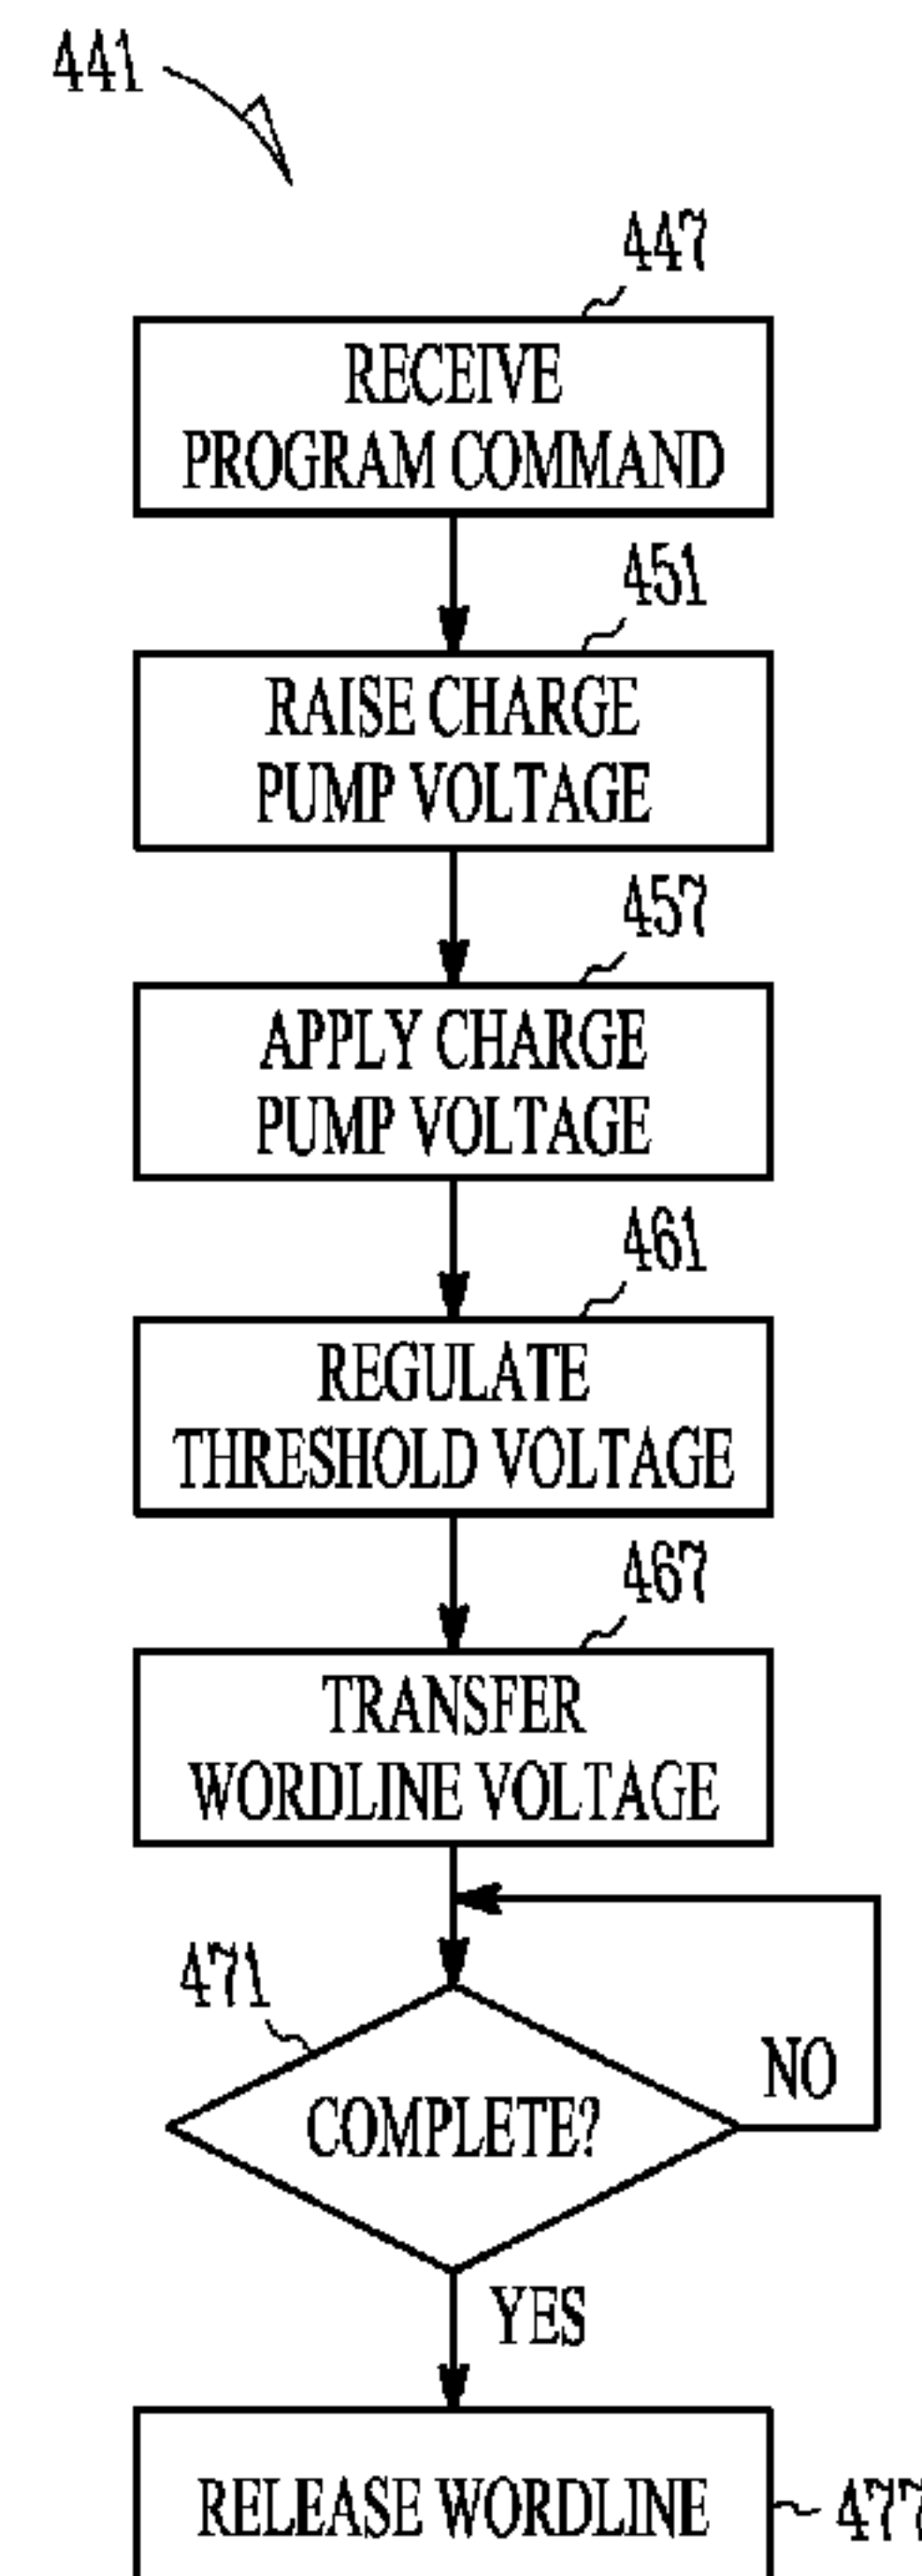 441
447
RECEIVE
PROGRAM COMMAND
451
RAISE CHARGE
PUMP VOLTAGE
457
APPLY CHARGE
PUMP VOLTAGE
461
REGULATE
THRESHOLD VOLTAGE
467
TRANSFER
WORDLINE VOLTAGE
471
COMPLETE?
NO
YES
RELEASE WORDLINE
477